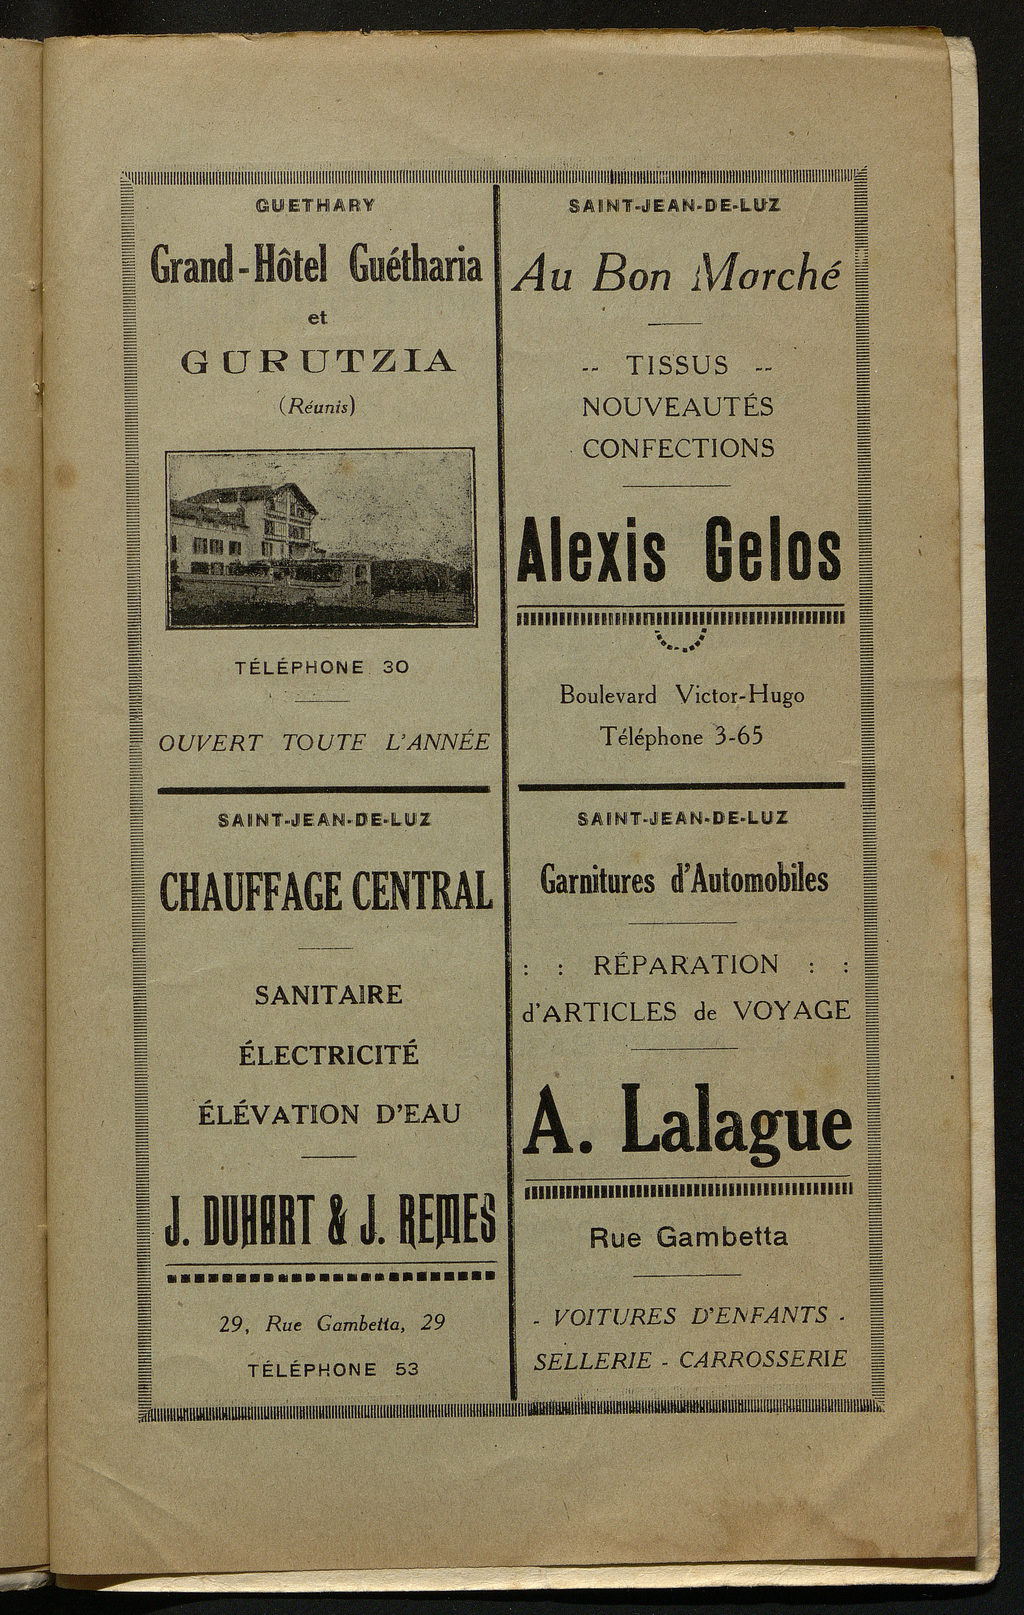 GUETHARY
Grand-Hôtel Guétharia
et
GURUTZIA
(Réunis)
TÉLÉPHONE 30
OUVERT TOUTE L'ANNÉE
SAINT-JEAN-DE-LUZ
Au Bon Marché
-- TISSUS --
NOUVEAUTÉS
CONFECTIONS
Alexis Gelos
Boulevard Victor-Hugo
Téléphone 3-65
SAINT-JEAN-DE-LUZ
CHAUFFAGE CENTRAL
SANITAIRE
ÉLECTRICITÉ
ÉLÉVATION D'EAU
J. DUHART & J. REMES
29, Rue Gambetta, 29
TÉLÉPHONE 53
SAINT-JEAN-DE-LUZ
Garnitures d'Automobiles
: : RÉPARATION : :
d'ARTICLES de VOYAGE
A. Lalague
Rue Gambetta
- VOITURES D'ENFANTS -
SELLERIE - CARROSSERIE